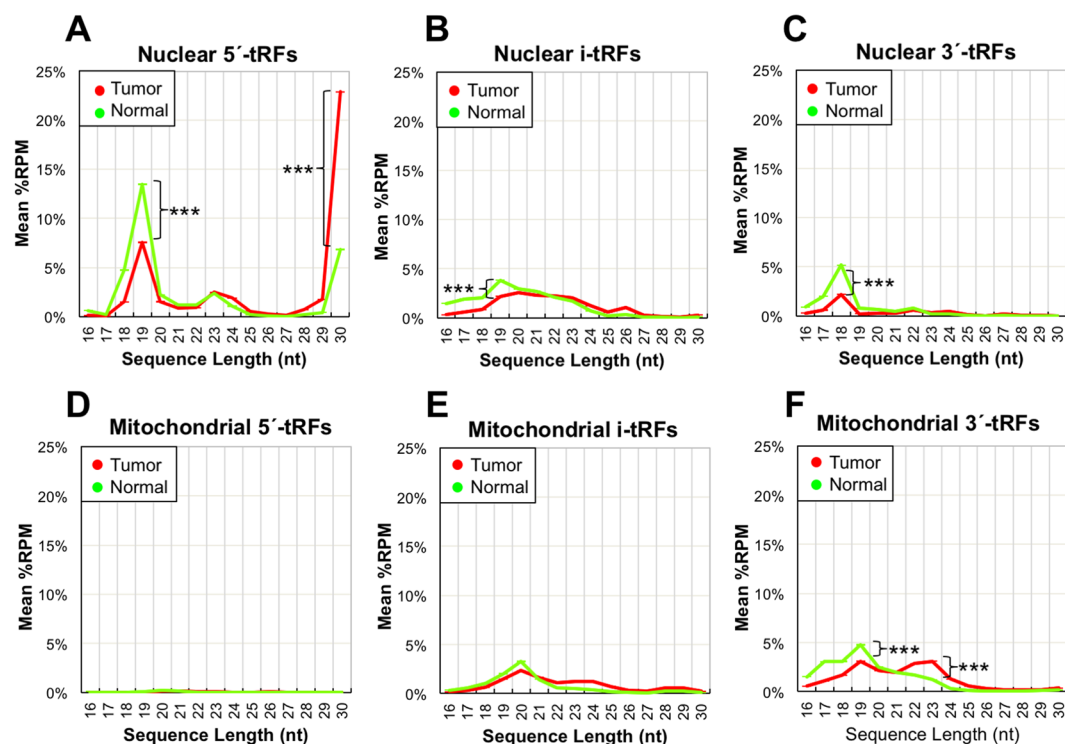 A
Nuclear 5´-tRFs
25%
20%
15%
10%
5%
0%
Mean %RPM
Tumor
Normal
***
***
16 17 18 19 20 21 22 23 24 25 26 27 28 29 30
Sequence Length (nt)
B
Nuclear i-tRFs
25%
20%
15%
10%
5%
0%
Mean %RPM
Tumor
Normal
***
16 17 18 19 20 21 22 23 24 25 26 27 28 29 30
Sequence Length (nt)
C
Nuclear 3´-tRFs
25%
20%
15%
10%
5%
0%
Mean %RPM
Tumor
Normal
***
16 17 18 19 20 21 22 23 24 25 26 27 28 29 30
Sequence Length (nt)
D
Mitochondrial 5´-tRFs
25%
20%
15%
10%
5%
0%
Mean %RPM
Tumor
Normal
16 17 18 19 20 21 22 23 24 25 26 27 28 29 30
Sequence Length (nt)
E
Mitochondrial i-tRFs
25%
20%
15%
10%
5%
0%
Mean %RPM
Tumor
Normal
16 17 18 19 20 21 22 23 24 25 26 27 28 29 30
Sequence Length (nt)
F
Mitochondrial 3´-tRFs
25%
20%
15%
10%
5%
0%
Mean %RPM
Tumor
Normal
***
***
16 17 18 19 20 21 22 23 24 25 26 27 28 29 30
Sequence Length (nt)